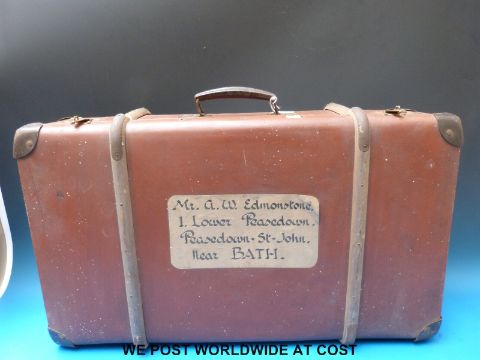 Mr. A. W. Edmonstone,
1. Lower Peasedown.
Peasedown-St-John.
Near BATH.
WE POST WORLDWIDE AT COST